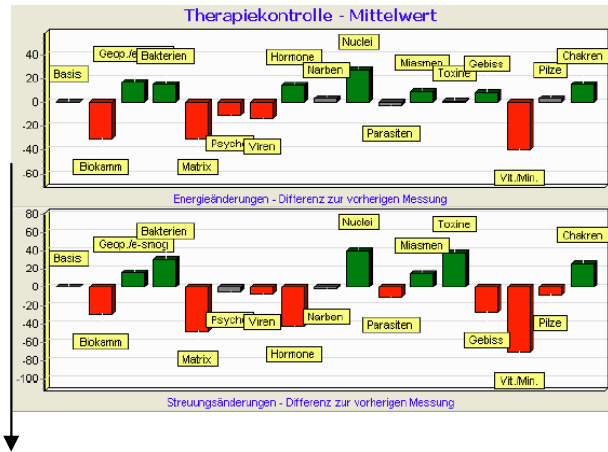 Therapiekontrolle - Mittelwert
Nuclei
Geop./e-smog Bakterien Hormone Miasmen Gebiss
40
Basis Narben Toxine Pilze Chakren
20
0
-20
Psyche Viren Parasiten
-40
Biokamm Matrix
-60
Vit./Min.
Energieänderungen - Differenz zur vorherigen Messung
80
Nuclei
60
Bakterien Toxine Chakren
Geop./e-smog Miasmen
40
Basis
20
0
-20
Psyche Viren Narben Parasiten Pilze
-40
Biokamm Gebiss
-60
Matrix Hormone
-80
-100
Vit./Min.
Streuungsänderungen - Differenz zur vorherigen Messung